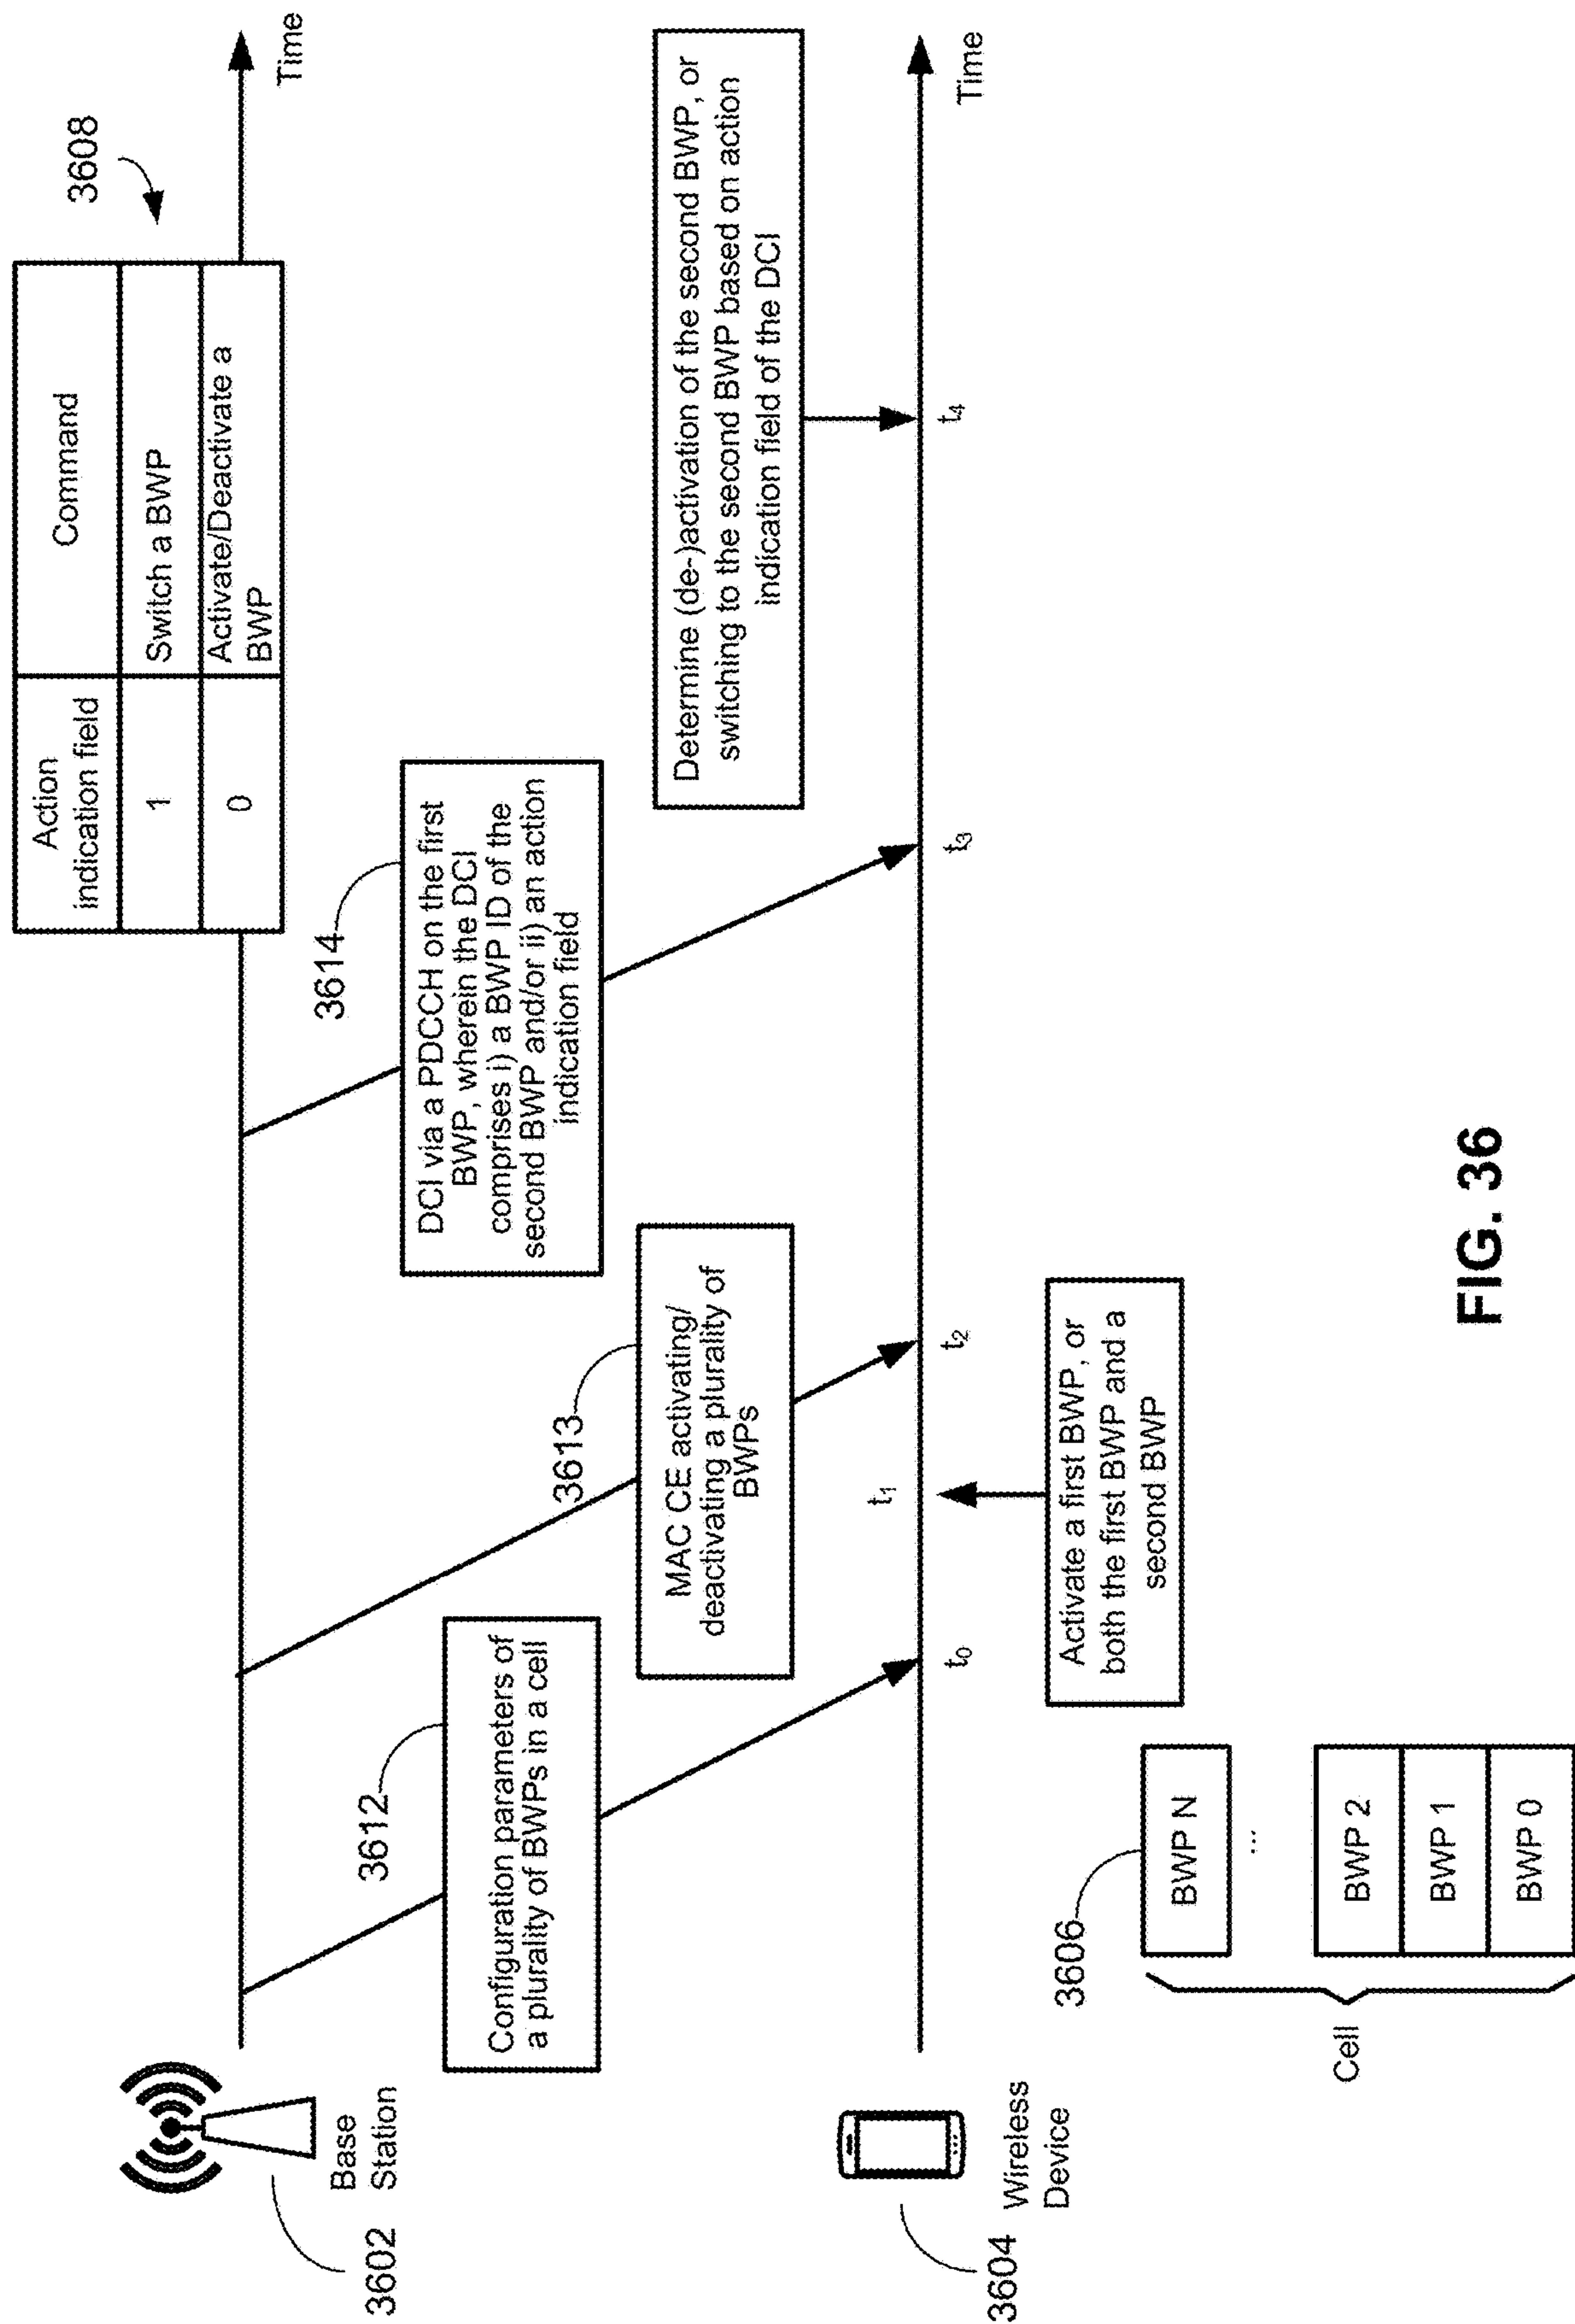 3608
Action
indication field
Command
1
Switch a BWP
0
Activate/Deactivate a
BWP
Time
3602
Base
Station
3612
Configuration parameters of
a plurality of BWPs in a cell
3613
MAC CE activating/
deactivating a plurality of
BWPs
3614
DCI via a PDCCH on the first
BWP, wherein the DCI
comprises i) a BWP ID of the
second BWP and/or ii) an action
indication field
Determine (de-)activation of the second BWP, or
switching to the second BWP based on action
indication field of the DCI
3604
Wireless
Device
t0
t1
t2
t3
t4
Time
Activate a first BWP, or
both the first BWP and a
second BWP
3606
Cell
BWP N
...
BWP 2
BWP 1
BWP 0
FIG. 36